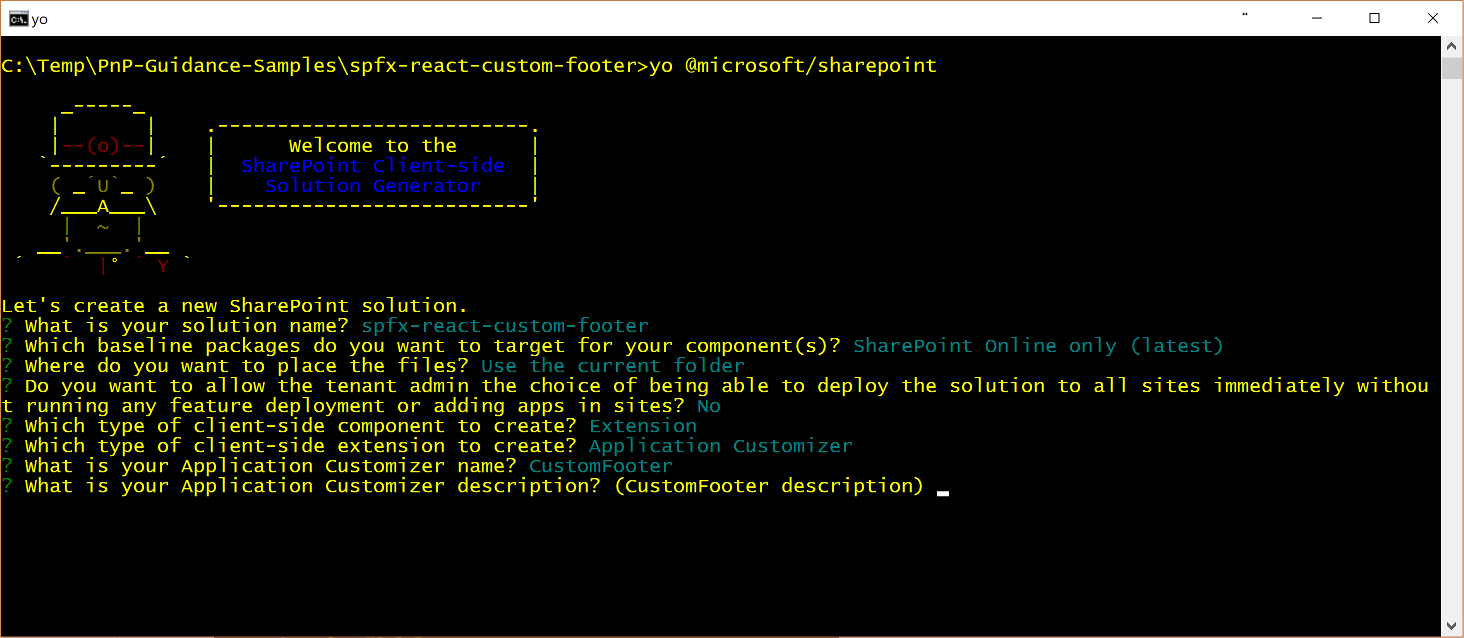 yo
C:\Temp\PnP-Guidance-Samples\spfx-react-custom-footer>yo @microsoft/sharepoint
     _-----_
    |       |    .--------------------------.
    |--(o)--|    |      Welcome to the      |
   `---------´   |  SharePoint Client-side  |
    ( _´U`_ )    |    Solution Generator    |
    /___A___\    '--------------------------'
     |  ~  |
   __'.___.'__
 ´   `  |° ´ Y `
Let's create a new SharePoint solution.
? What is your solution name? spfx-react-custom-footer
? Which baseline packages do you want to target for your component(s)? SharePoint Online only (latest)
? Where do you want to place the files? Use the current folder
? Do you want to allow the tenant admin the choice of being able to deploy the solution to all sites immediately withou
t running any feature deployment or adding apps in sites? No
? Which type of client-side component to create? Extension
? Which type of client-side extension to create? Application Customizer
? What is your Application Customizer name? CustomFooter
? What is your Application Customizer description? (CustomFooter description)